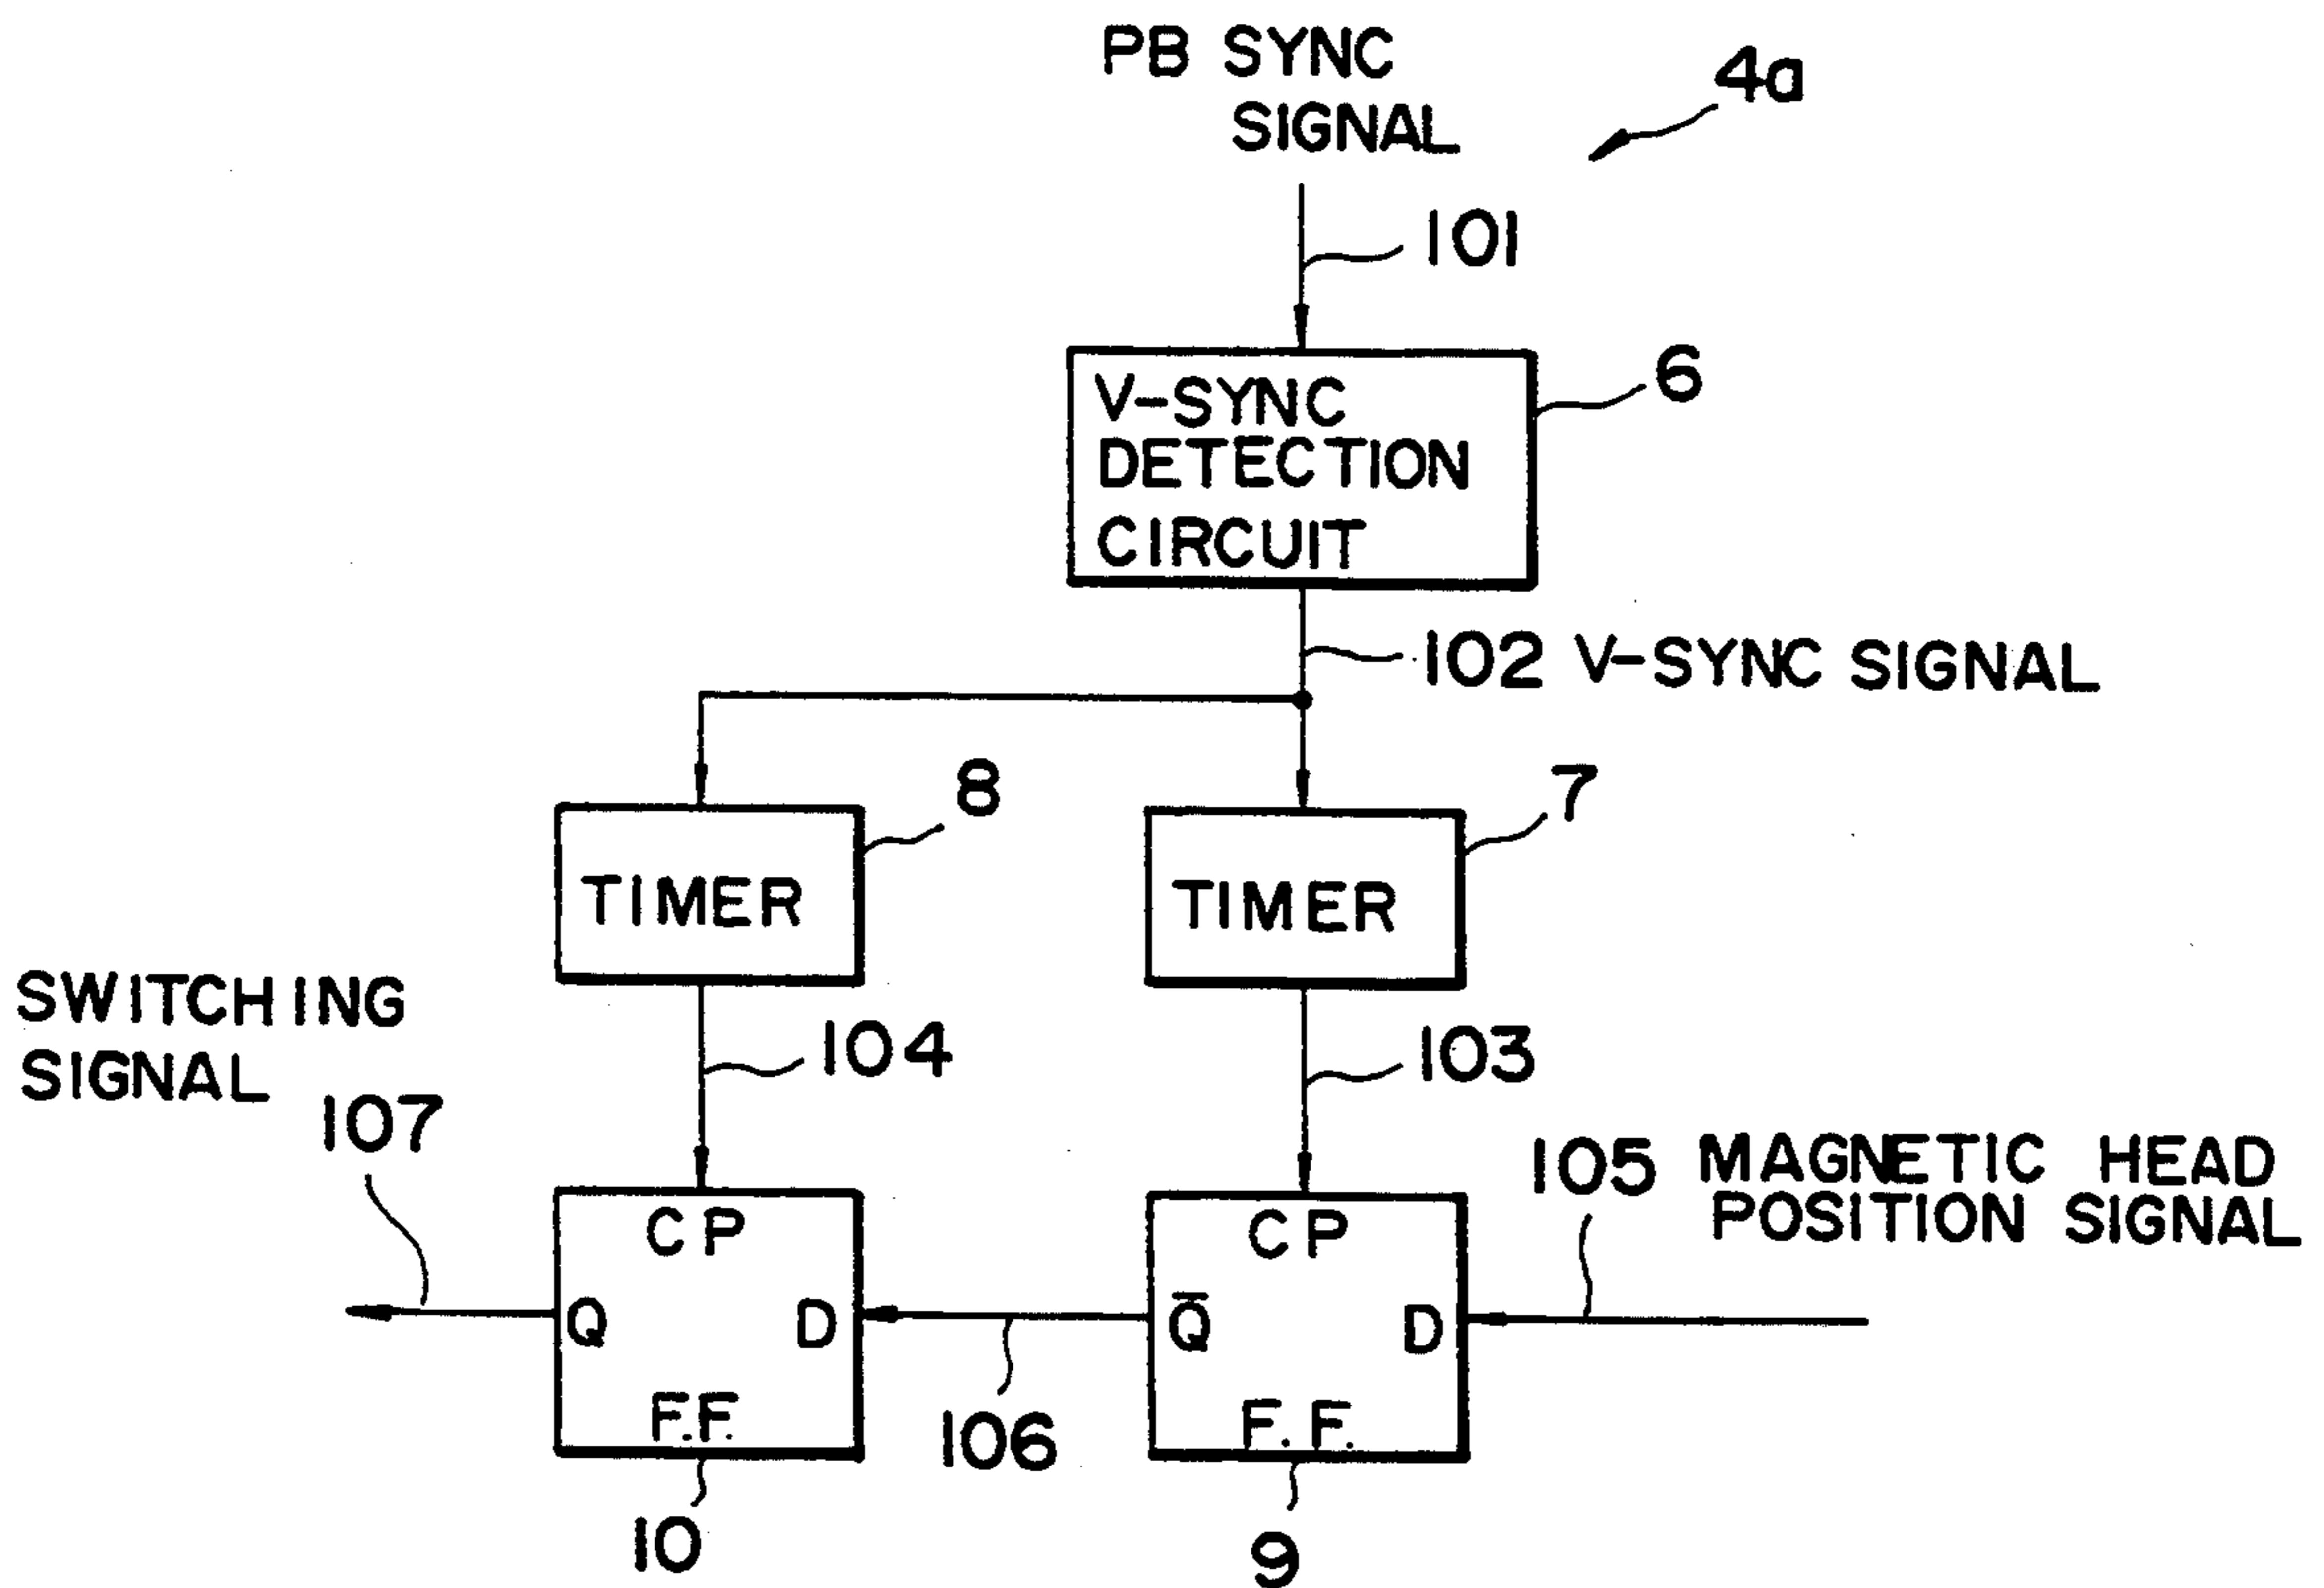 PB SYNC
SIGNAL
4a
101
V-SYNC
DETECTION
CIRCUIT
6
102 V-SYNC SIGNAL
8
7
TIMER
TIMER
SWITCHING
SIGNAL
104
103
107
105 MAGNETIC HEAD
POSITION SIGNAL
CP
CP
Q
D
Q̄
D
F.F.
F.F.
106
10
9